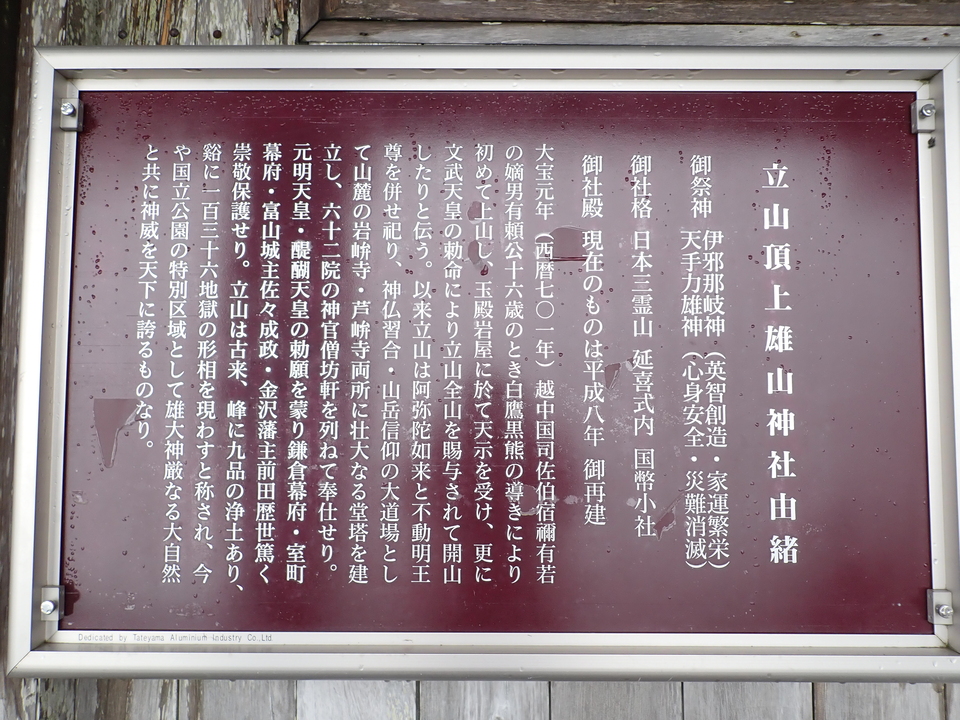 立山頂上雄山神社由緒
御祭神　伊邪那岐神（英智創造・家運繁栄）
天手力雄神（心身安全・災難消滅）
御社格　日本三霊山　延喜式内　国幣小社
御社殿　現在のものは平成八年　御再建
大宝元年（西暦七〇一年）越中国司佐伯宿禰有若
の嫡男有頼公十六歳のとき白鷹黒熊の導きにより
初めて上山し、玉殿岩屋に於て天示を受け、更に
文武天皇の勅命により立山全山を賜与されて開山
したりと伝う。以来立山は阿弥陀如来と不動明王
尊を併せ祀り、神仏習合・山岳信仰の大道場とし
て山麓の岩峅寺・芦峅寺両所に壮大なる堂塔を建
立し、六十二院の神官僧坊軒を列ねて奉仕せり。
元明天皇・醍醐天皇の勅願を蒙り鎌倉幕府・室町
幕府・富山城主佐々成政・金沢藩主前田歴世篤く
崇敬保護せり。立山は古来、峰に九品の浄土あり、
谿に一百三十六地獄の形相を現わすと称され、今
や国立公園の特別区域として雄大神厳なる大自然
と共に神威を天下に誇るものなり。
Dedicated by Tateyama Aluminium Industry Co.,Ltd